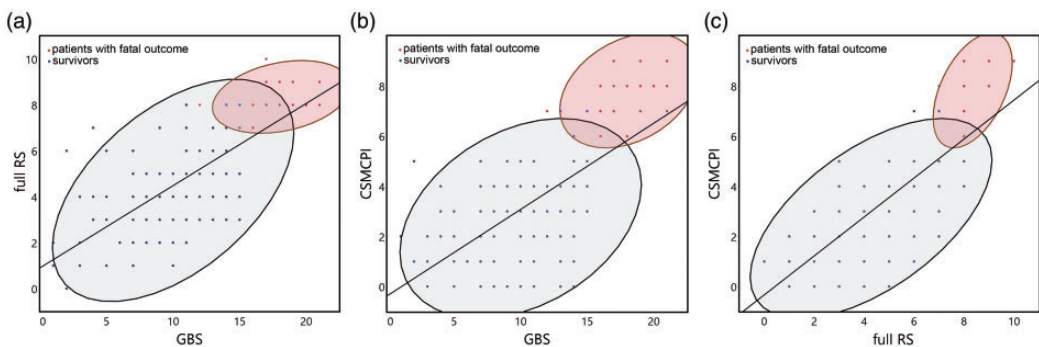 (a)
patients with fatal outcome
survivors
full RS
10
8
6
4
2
0
0 5 10 15 20
GBS
(b)
patients with fatal outcome
survivors
CSMCPI
8
6
4
2
0
0 5 10 15 20
GBS
(c)
patients with fatal outcome
survivors
CSMCPI
8
6
4
2
0
0 2 4 6 8 10
full RS